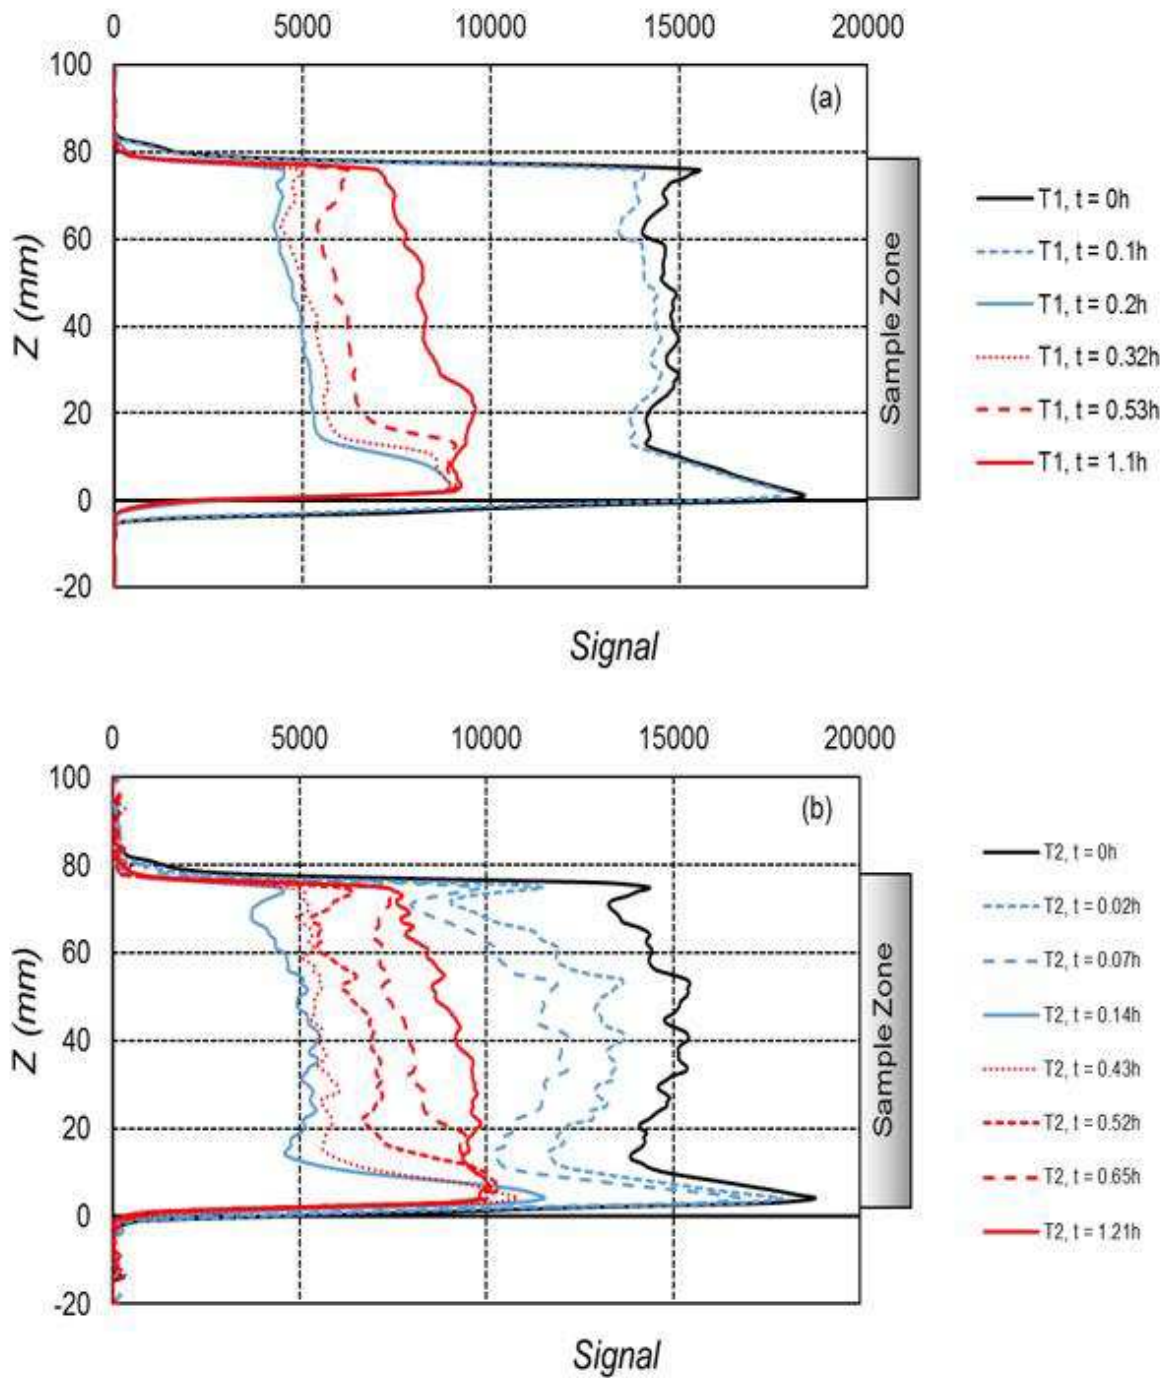 0 5000 10000 15000 20000
100
(a)
80
60
40
20
0
-20
Z (mm)
Sample Zone
T1, t = 0h
T1, t = 0.1h
T1, t = 0.2h
T1, t = 0.32h
T1, t = 0.53h
T1, t = 1.1h
Signal
0 5000 10000 15000 20000
100
(b)
80
60
40
20
0
-20
Z (mm)
Sample Zone
T2, t = 0h
T2, t = 0.02h
T2, t = 0.07h
T2, t = 0.14h
T2, t = 0.43h
T2, t = 0.52h
T2, t = 0.65h
T2, t = 1.21h
Signal